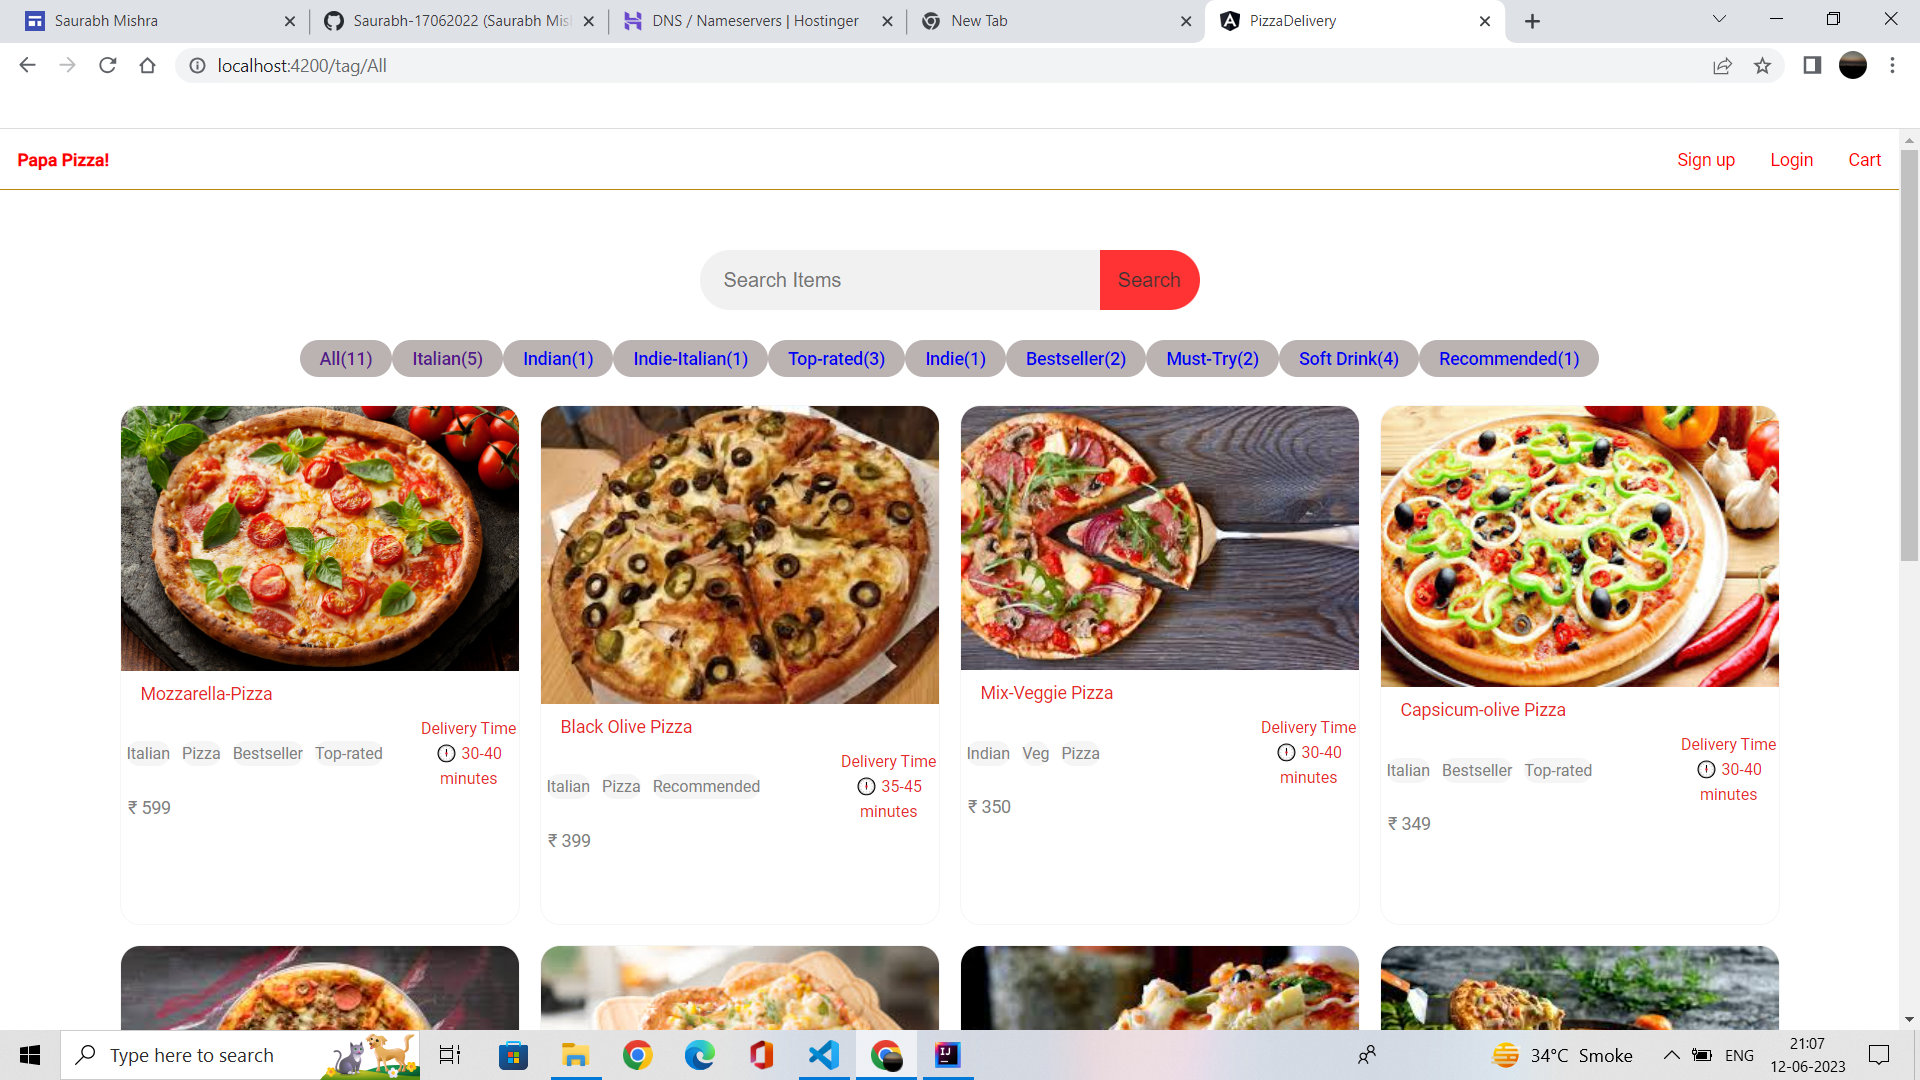 Saurabh Mishra
Saurabh-17062022 (Saurabh Mis
DNS / Nameservers | Hostinger
New Tab
PizzaDelivery
localhost:4200/tag/All
Papa Pizza!
Sign up
Login
Cart
Search Items
Search
All(11)
Italian(5)
Indian(1)
Indie-Italian(1)
Top-rated(3)
Indie(1)
Bestseller(2)
Must-Try(2)
Soft Drink(4)
Recommended(1)
Mozzarella-Pizza
Delivery Time
30-40
minutes
Italian Pizza Bestseller Top-rated
₹ 599
Black Olive Pizza
Delivery Time
35-45
minutes
Italian Pizza Recommended
₹ 399
Mix-Veggie Pizza
Delivery Time
30-40
minutes
Indian Veg Pizza
₹ 350
Capsicum-olive Pizza
Delivery Time
30-40
minutes
Italian Bestseller Top-rated
₹ 349
Type here to search
IJ
34°C Smoke
ENG
21:07
12-06-2023